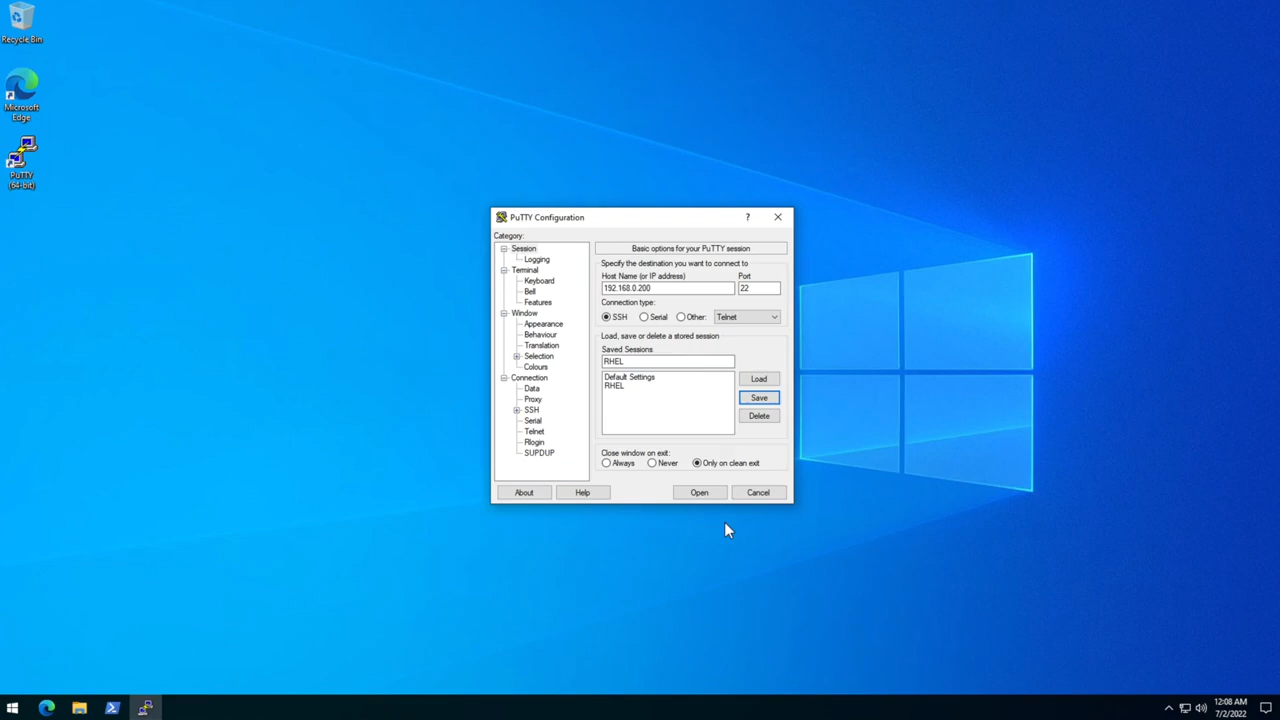 Recycle Bin
Microsoft
Edge
PuTTY
(64-bit)
PuTTY Configuration
?
Category:
Session
Logging
Terminal
Keyboard
Bell
Features
Window
Appearance
Behaviour
Translation
Selection
Colours
Connection
Data
Proxy
SSH
Serial
Telnet
Rlogin
SUPDUP
Basic options for your PuTTY session
Specify the destination you want to connect to
Host Name (or IP address) Port
192.168.0.200 22
Connection type:
SSH Serial Other: Telnet
Load, save or delete a stored session
Saved Sessions
RHEL
Default Settings
RHEL
Load
Save
Delete
Close window on exit:
Always Never Only on clean exit
About Help Open Cancel
12:08 AM
7/2/2022